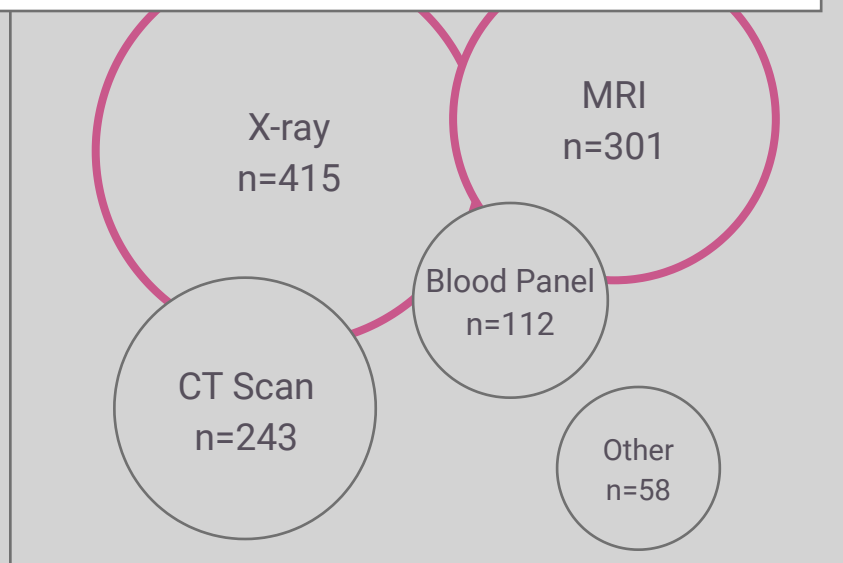 X-ray
n=415
MRI
n=301
Blood Panel
n=112
CT Scan
n=243
Other
n=58